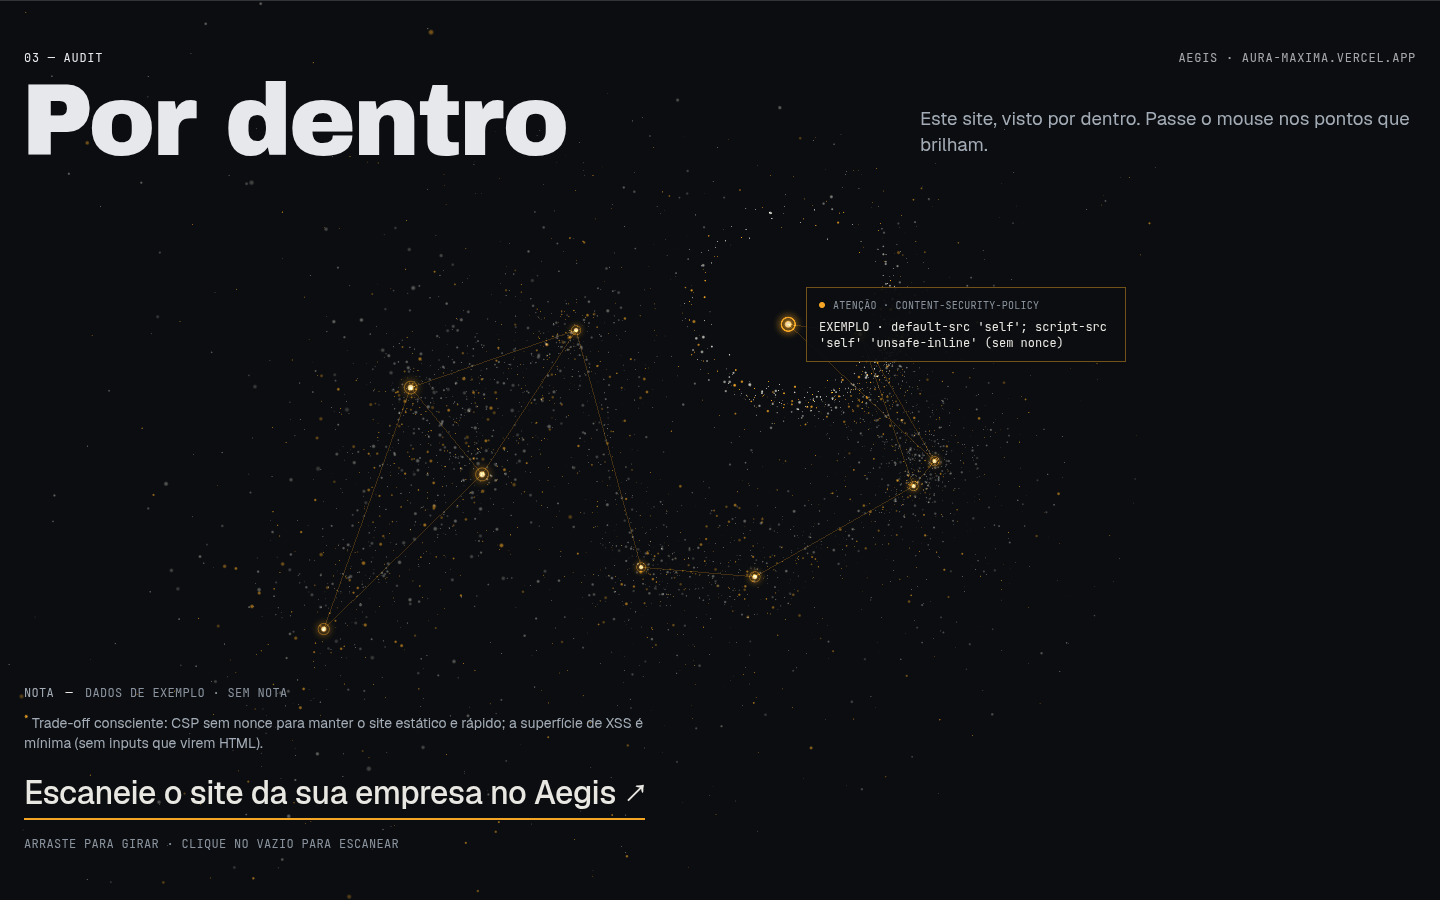 03 — AUDIT
AEGIS · AURA-MAXIMA.VERCEL.APP
Por dentro
Este site, visto por dentro. Passe o mouse nos pontos que
brilham.
ATENÇÃO · CONTENT-SECURITY-POLICY
EXEMPLO · default-src 'self'; script-src
'self' 'unsafe-inline' (sem nonce)
NOTA — DADOS DE EXEMPLO · SEM NOTA
* Trade-off consciente: CSP sem nonce para manter o site estático e rápido; a superfície de XSS é
mínima (sem inputs que virem HTML).
Escaneie o site da sua empresa no Aegis ↗
ARRASTE PARA GIRAR · CLIQUE NO VAZIO PARA ESCANEAR